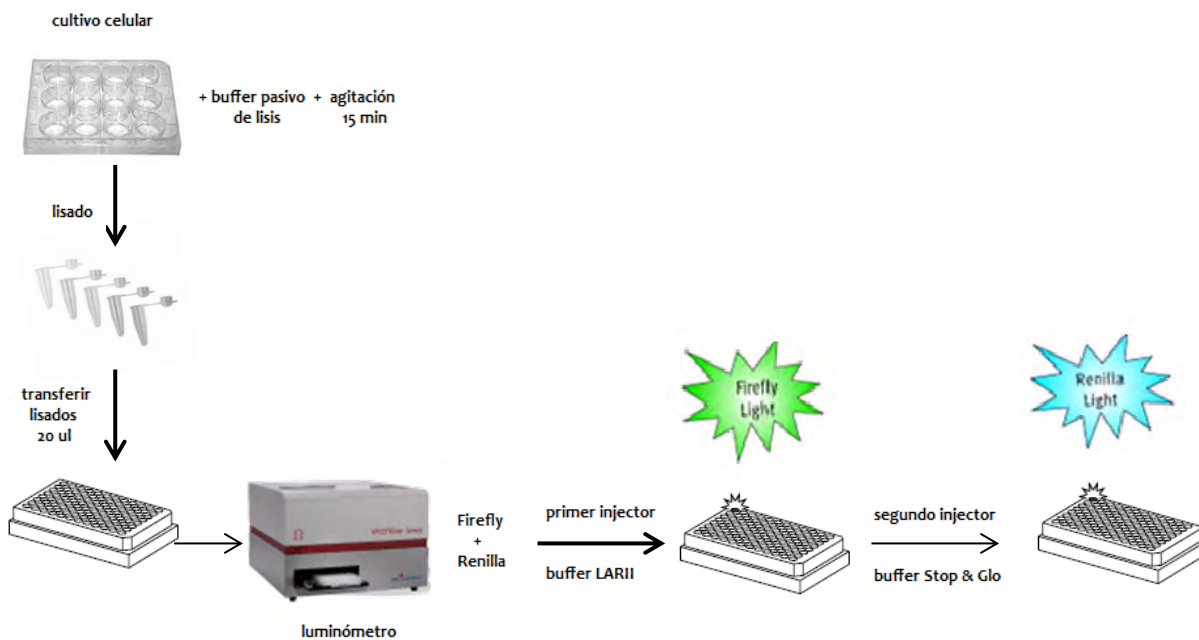 cultivo celular
+ buffer pasivo + agitación
de lisis 15 min
lisado
transferir
lisados
20 ul
Firefly
Light
Renilla
Light
Firefly
+
Renilla
primer injector
buffer LARII
segundo injector
buffer Stop & Glo
luminómetro